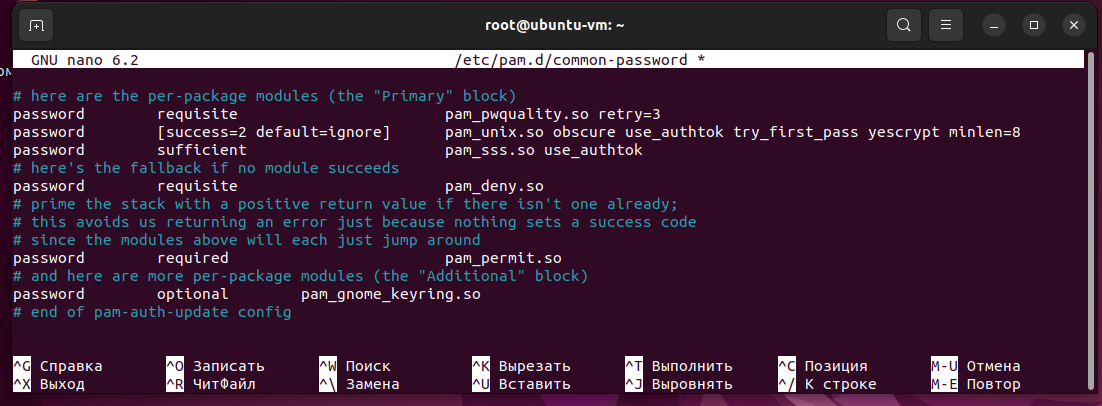 root@ubuntu-vm: ~
GNU nano 6.2 /etc/pam.d/common-password *
# here are the per-package modules (the "Primary" block)
password requisite pam_pwquality.so retry=3
password [success=2 default=ignore] pam_unix.so obscure use_authtok try_first_pass yescrypt minlen=8
password sufficient pam_sss.so use_authtok
# here's the fallback if no module succeeds
password requisite pam_deny.so
# prime the stack with a positive return value if there isn't one already;
# this avoids us returning an error just because nothing sets a success code
# since the modules above will each just jump around
password required pam_permit.so
# and here are more per-package modules (the "Additional" block)
password optional pam_gnome_keyring.so
# end of pam-auth-update config
^G Справка ^O Записать ^W Поиск ^K Вырезать ^T Выполнить ^C Позиция M-U Отмена
^X Выход ^R ЧитФайл ^\ Замена ^U Вставить ^J Выровнять ^/ К строке M-E Повтор